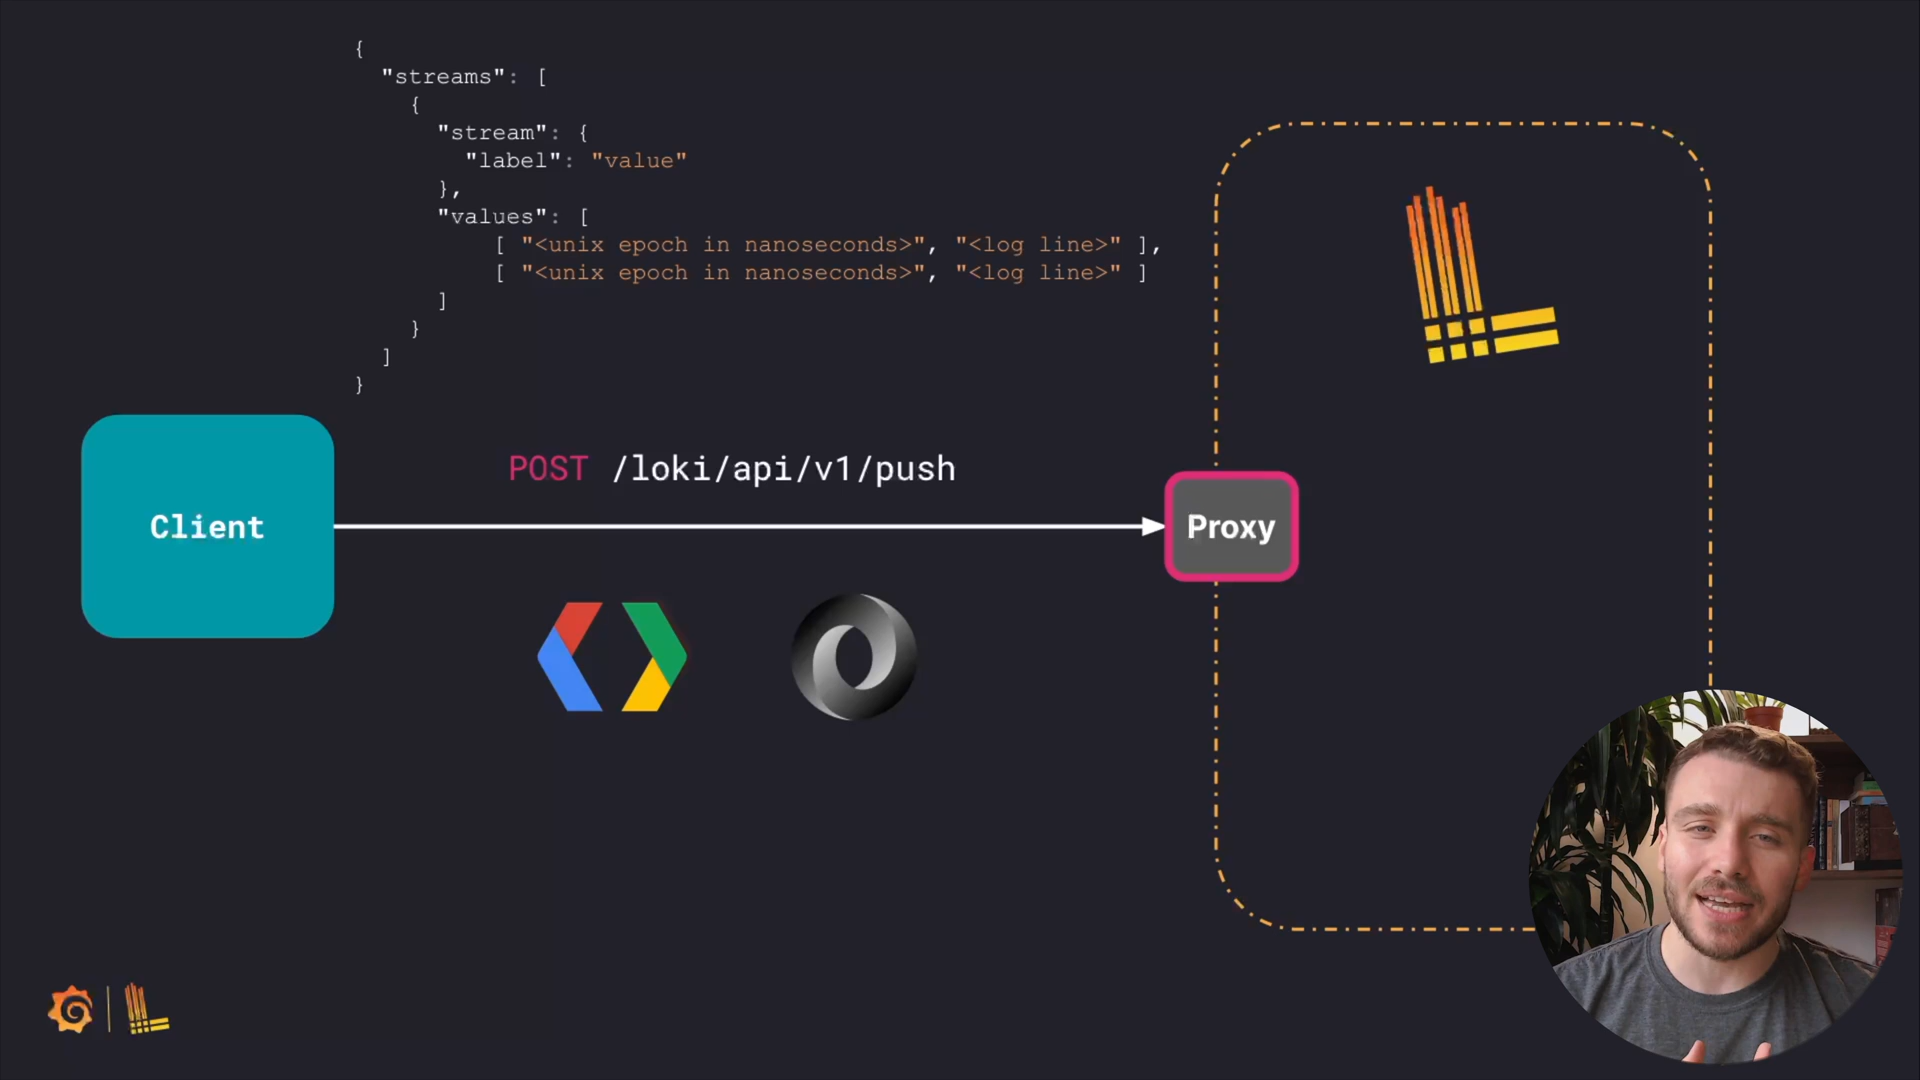 {
"streams": [
{
"stream": {
"label": "value"
},
"values": [
[ "<unix epoch in nanoseconds>", "<log line>" ],
[ "<unix epoch in nanoseconds>", "<log line>" ]
]
}
]
}
POST /loki/api/v1/push
Client
Proxy